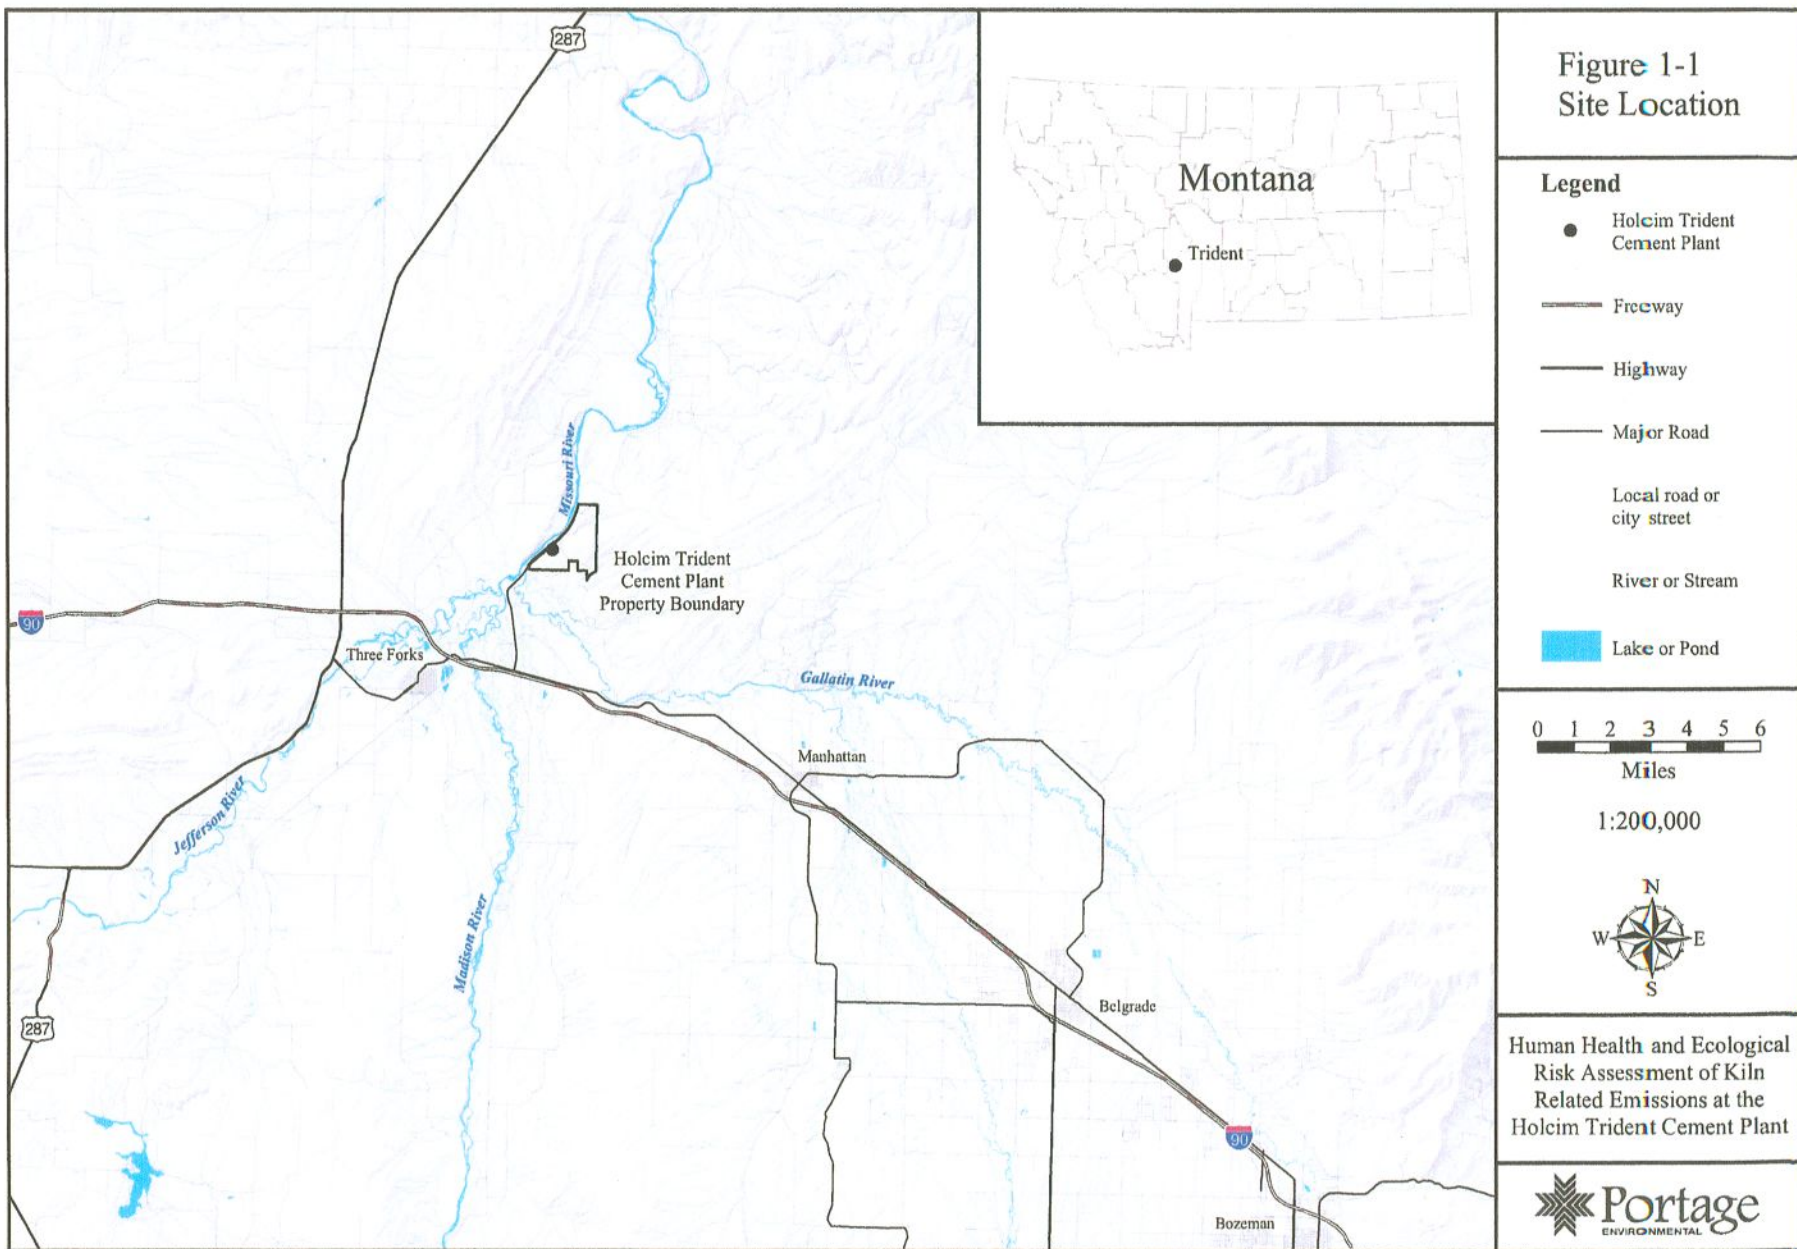 287
Missouri River
Holcim Trident
Cement Plant
Property Boundary
90
Three Forks
Gallatin River
Manhattan
Jefferson River
Madison River
287
Belgrade
90
Bozeman
Montana
Trident
Figure 1-1
Site Location
Legend
Holcim Trident
Cement Plant
Freeway
Highway
Major Road
Local road or
city street
River or Stream
Lake or Pond
0 1 2 3 4 5 6
Miles
1:200,000
N
W E
S
Human Health and Ecological
Risk Assessment of Kiln
Related Emissions at the
Holcim Trident Cement Plant
Portage
ENVIRONMENTAL